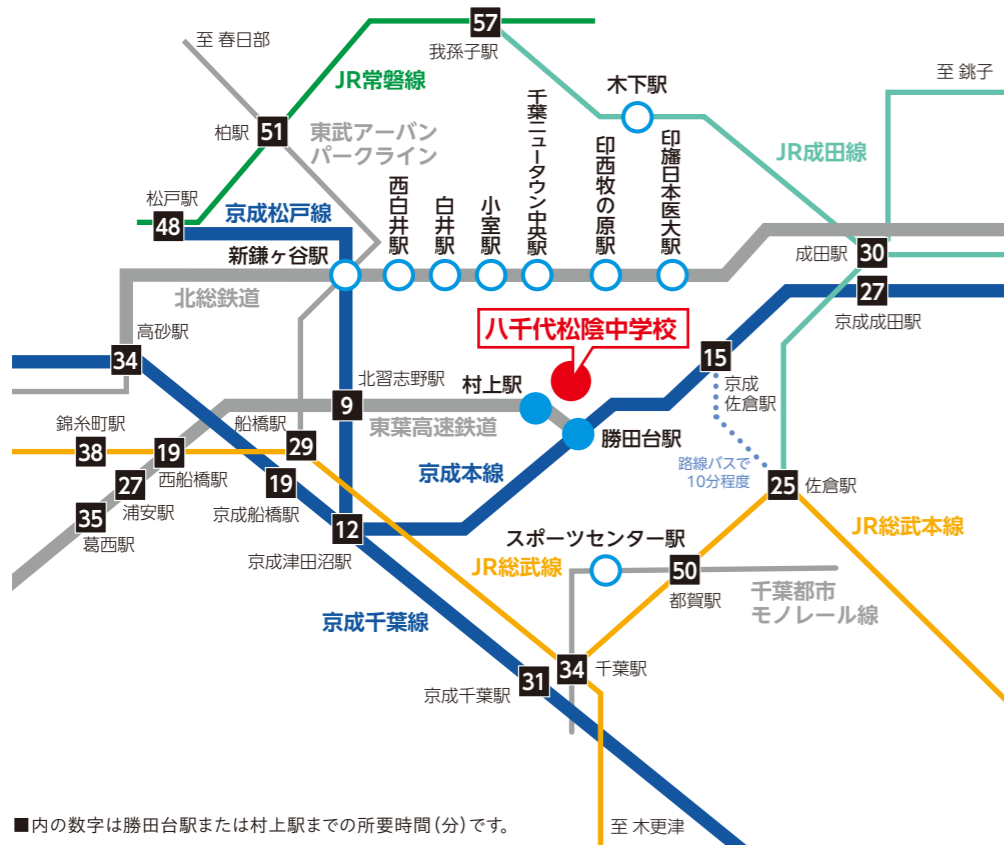 57
至 春日部
我孫子駅
至 銚子
JR常磐線
木下駅
柏駅
51
東武アーバン
パークライン
千葉ニュータウン中央駅
印西牧の原駅
印旛日本医大駅
JR成田線
西白井駅
白井駅
小室駅
松戸駅
48
京成松戸線
新鎌ヶ谷駅
成田駅
30
北総鉄道
27
京成成田駅
高砂駅
34
八千代松陰中学校
15
京成
佐倉駅
北習志野駅
9
村上駅
東葉高速鉄道
勝田台駅
錦糸町駅
38
船橋駅
29
19
西船橋駅
京成本線
路線バスで
10分程度
27
浦安駅
19
京成船橋駅
25
佐倉駅
35
葛西駅
12
京成津田沼駅
スポーツセンター駅
JR総武本線
JR総武線
50
都賀駅
千葉都市
モノレール線
京成千葉線
34
千葉駅
31
京成千葉駅
■内の数字は勝田台駅または村上駅までの所要時間(分)です。
至 木更津